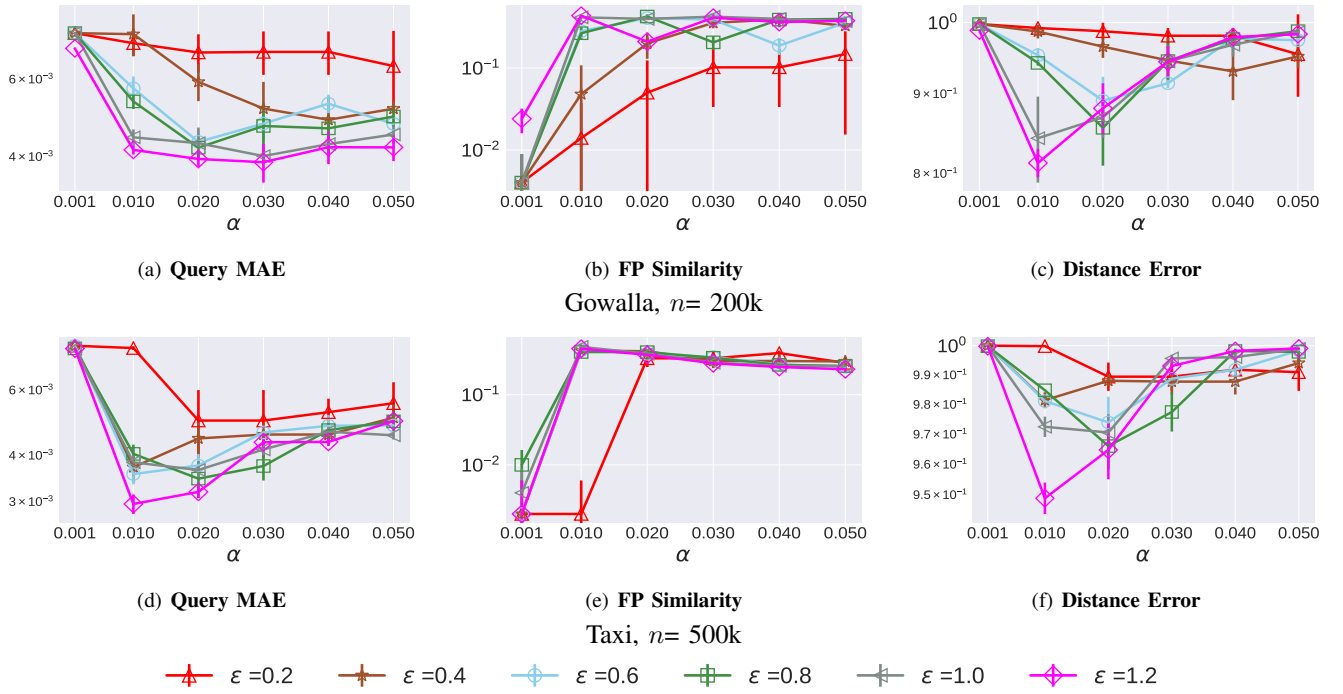 6 × 10⁻³
4 × 10⁻³
0.001 0.010 0.020 0.030 0.040 0.050
α
(a) Query MAE
10⁻¹
10⁻²
0.001 0.010 0.020 0.030 0.040 0.050
α
(b) FP Similarity
10⁰
9 × 10⁻¹
8 × 10⁻¹
0.001 0.010 0.020 0.030 0.040 0.050
α
(c) Distance Error
Gowalla, n= 200k
6 × 10⁻³
4 × 10⁻³
3 × 10⁻³
0.001 0.010 0.020 0.030 0.040 0.050
α
(d) Query MAE
10⁻¹
10⁻²
0.001 0.010 0.020 0.030 0.040 0.050
α
(e) FP Similarity
10⁰
9.9 × 10⁻¹
9.8 × 10⁻¹
9.7 × 10⁻¹
9.6 × 10⁻¹
9.5 × 10⁻¹
0.001 0.010 0.020 0.030 0.040 0.050
α
(f) Distance Error
Taxi, n= 500k
ε =0.2 ε =0.4 ε =0.6 ε =0.8 ε =1.0 ε =1.2